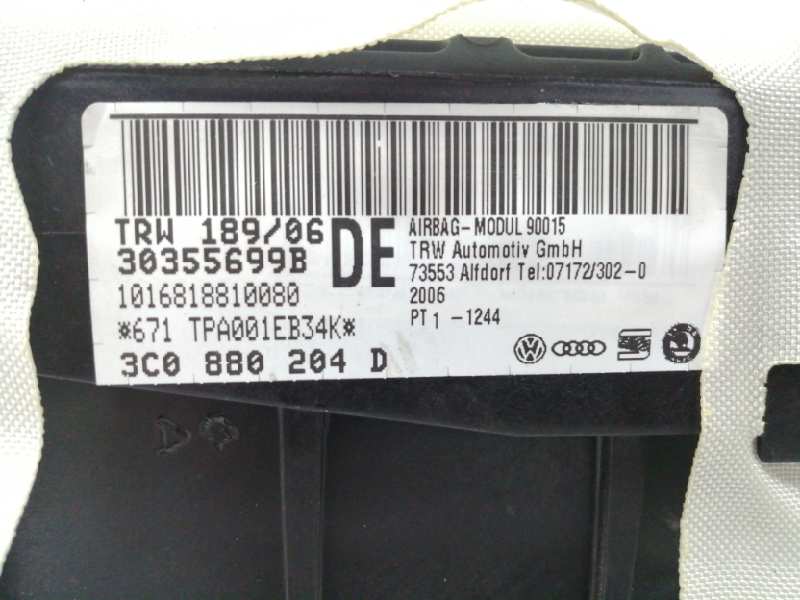 TRW 189/06
30355699B
1016818810080
*671 TPA001EB34K*
3C0 880 204 D
DE
AIRBAG-MODUL 90015
TRW Automotiv GmbH
73553 Alfdorf Tel:07172/302-0
2006
PT 1 -1244